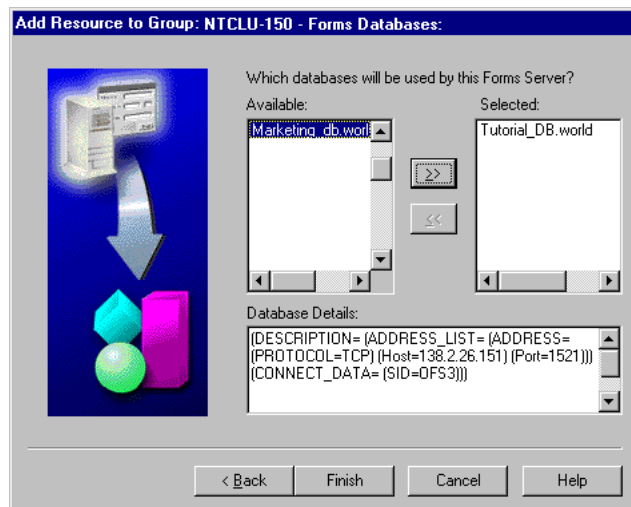 Add Resource to Group: NTCLU-150 - Forms Databases:
Which databases will be used by this Forms Server?
Available:
Selected:
Marketing_db.worl
Tutorial_DB.world
>>
<<
Database Details:
(DESCRIPTION= (ADDRESS_LIST= (ADDRESS=
(PROTOCOL=TCP) (Host=138.2.26.151) (Port=1521)))
(CONNECT_DATA= (SID=OFS3)))
< Back
Finish
Cancel
Help